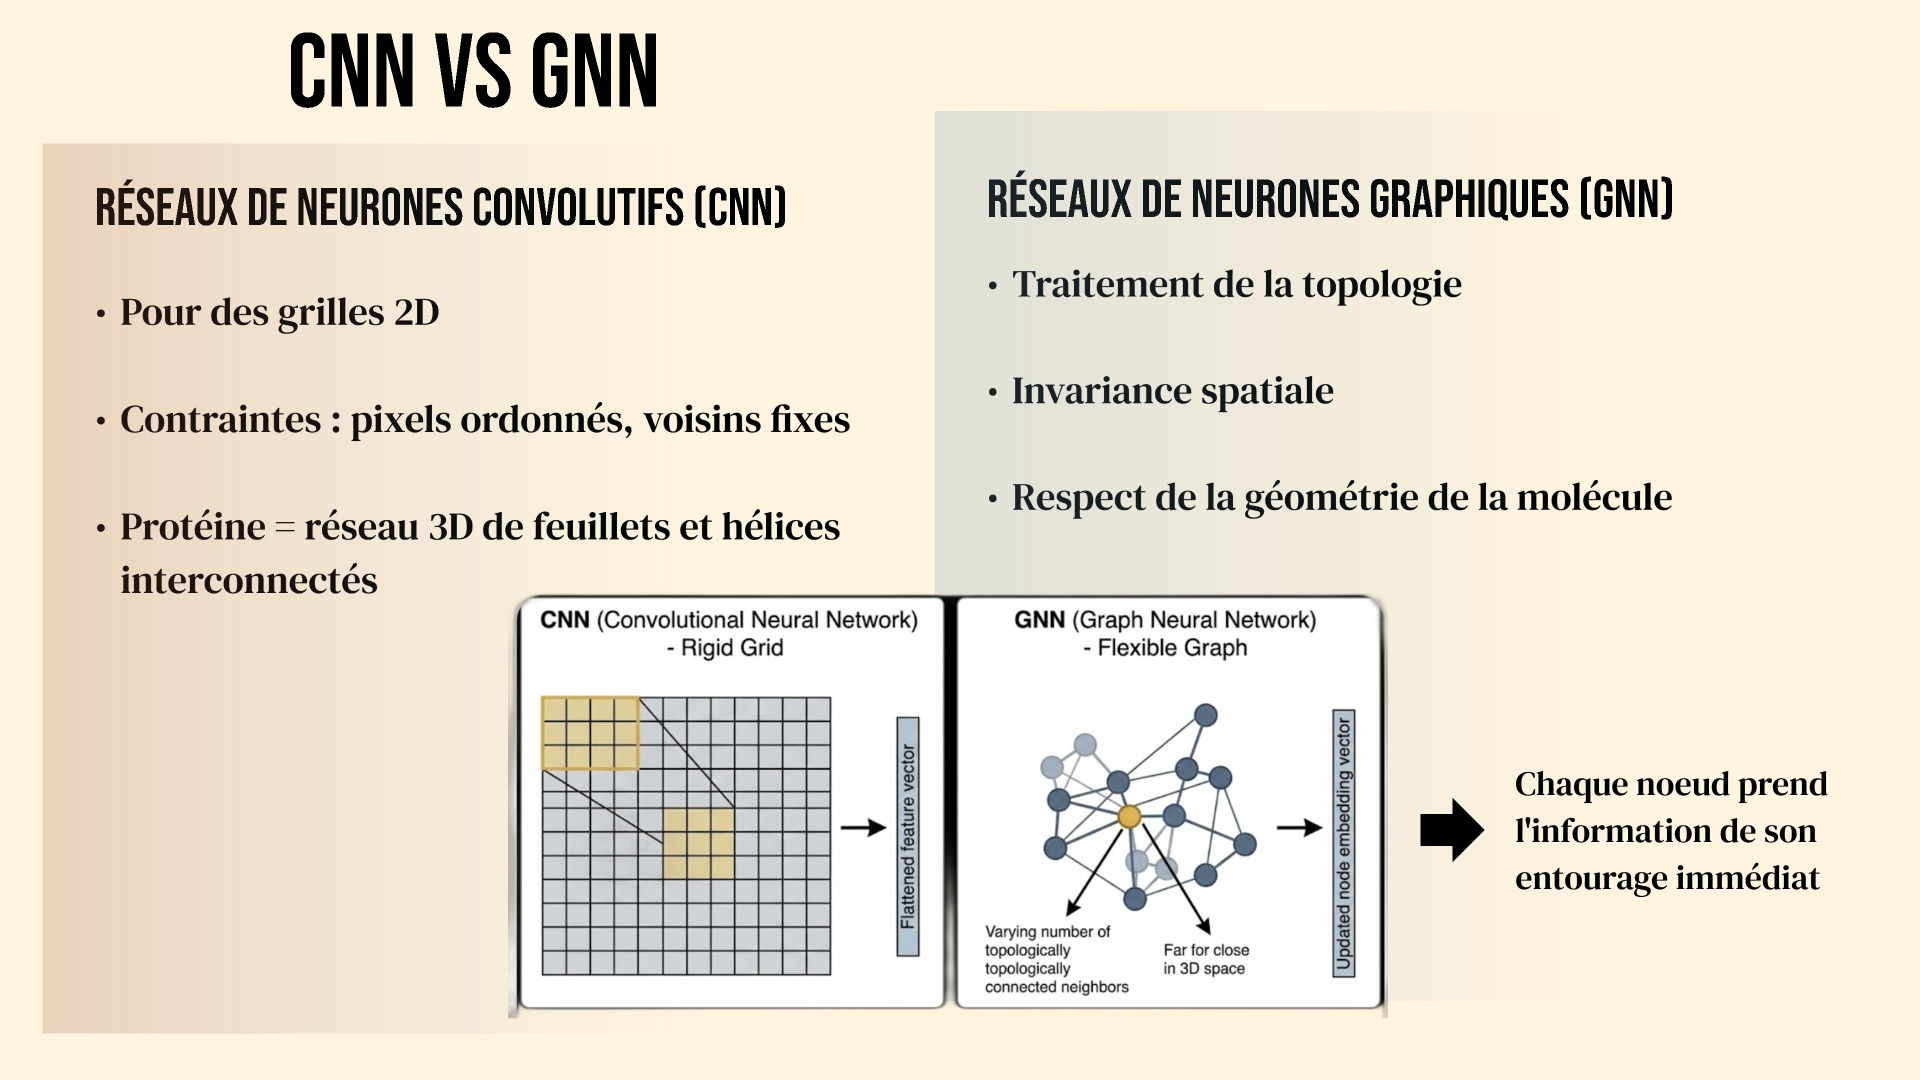 CNN VS GNN
RÉSEAUX DE NEURONES CONVOLUTIFS (CNN)
• Pour des grilles 2D
• Contraintes : pixels ordonnés, voisins fixes
• Protéine = réseau 3D de feuillets et hélices
interconnectés
RÉSEAUX DE NEURONES GRAPHIQUES (GNN)
• Traitement de la topologie
• Invariance spatiale
• Respect de la géométrie de la molécule
CNN (Convolutional Neural Network)
- Rigid Grid
Flattened feature vector
GNN (Graph Neural Network)
- Flexible Graph
Varying number of
topologically
topologically
connected neighbors
Far for close
in 3D space
Updated node embedding vector
Chaque noeud prend
l'information de son
entourage immédiat